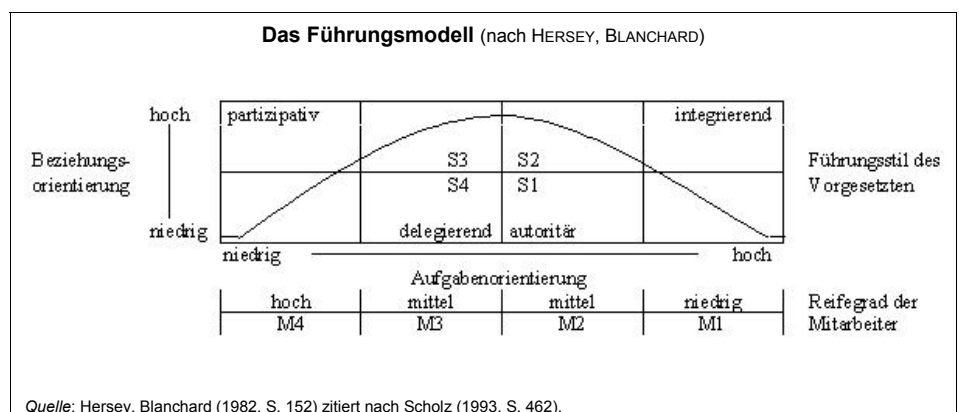 Das Führungsmodell (nach HERSEY, BLANCHARD)
hoch
partizipativ
integrierend
Beziehungs-
orientierung
S3
S2
Führungsstil des
Vorgesetzten
S4
S1
niedrig
delegierend
autoritär
niedrig
hoch
Aufgabenorientierung
hoch
mittel
mittel
niedrig
Reifegrad der
Mitarbeiter
M4
M3
M2
M1
Quelle: Hersey, Blanchard (1982, S. 152) zitiert nach Scholz (1993, S. 462).